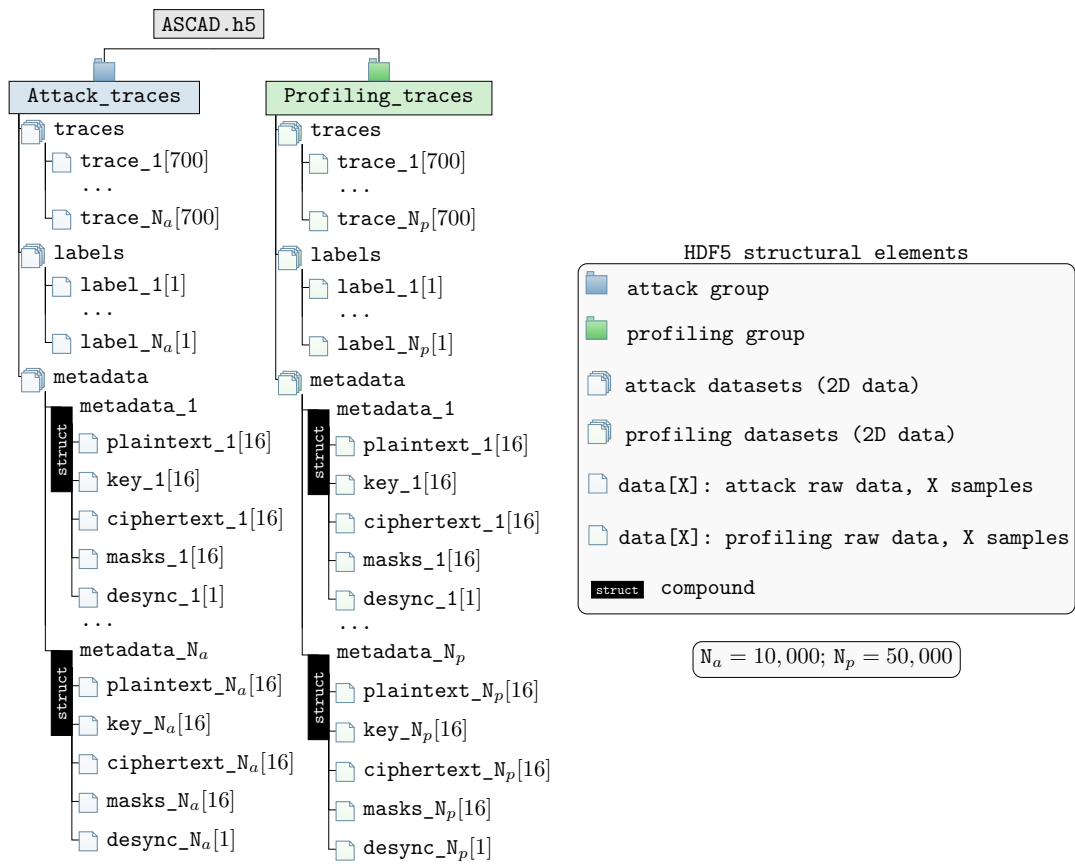 ASCAD.h5
Attack_traces
traces
trace_1[700]
...
trace_Nₐ[700]
labels
label_1[1]
...
label_Nₐ[1]
metadata
metadata_1
struct
plaintext_1[16]
key_1[16]
ciphertext_1[16]
masks_1[16]
desync_1[1]
...
metadata_Nₐ
struct
plaintext_Nₐ[16]
key_Nₐ[16]
ciphertext_Nₐ[16]
masks_Nₐ[16]
desync_Nₐ[1]
Profiling_traces
traces
trace_1[700]
...
trace_Nₚ[700]
labels
label_1[1]
...
label_Nₚ[1]
metadata
metadata_1
struct
plaintext_1[16]
key_1[16]
ciphertext_1[16]
masks_1[16]
desync_1[1]
...
metadata_Nₚ
struct
plaintext_Nₚ[16]
key_Nₚ[16]
ciphertext_Nₚ[16]
masks_Nₚ[16]
desync_Nₚ[1]
HDF5 structural elements
attack group
profiling group
attack datasets (2D data)
profiling datasets (2D data)
data[X]: attack raw data, X samples
data[X]: profiling raw data, X samples
struct compound
Nₐ = 10,000; Nₚ = 50,000